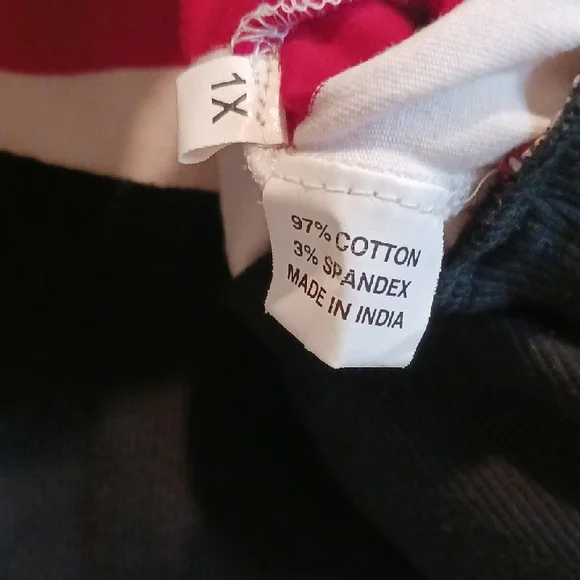 1X
97% COTTON
3% SPANDEX
MADE IN INDIA